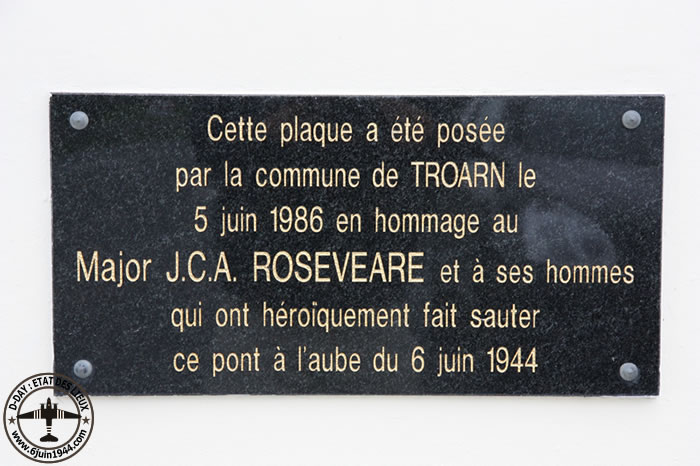 Cette plaque a été posée
par la commune de TROARN le
5 juin 1986 en hommage au
Major J.C.A. ROSEVEARE et à ses hommes
qui ont héroïquement fait sauter
ce pont à l'aube du 6 juin 1944
D-DAY : ETAT DES LIEUX
www.6juin1944.com